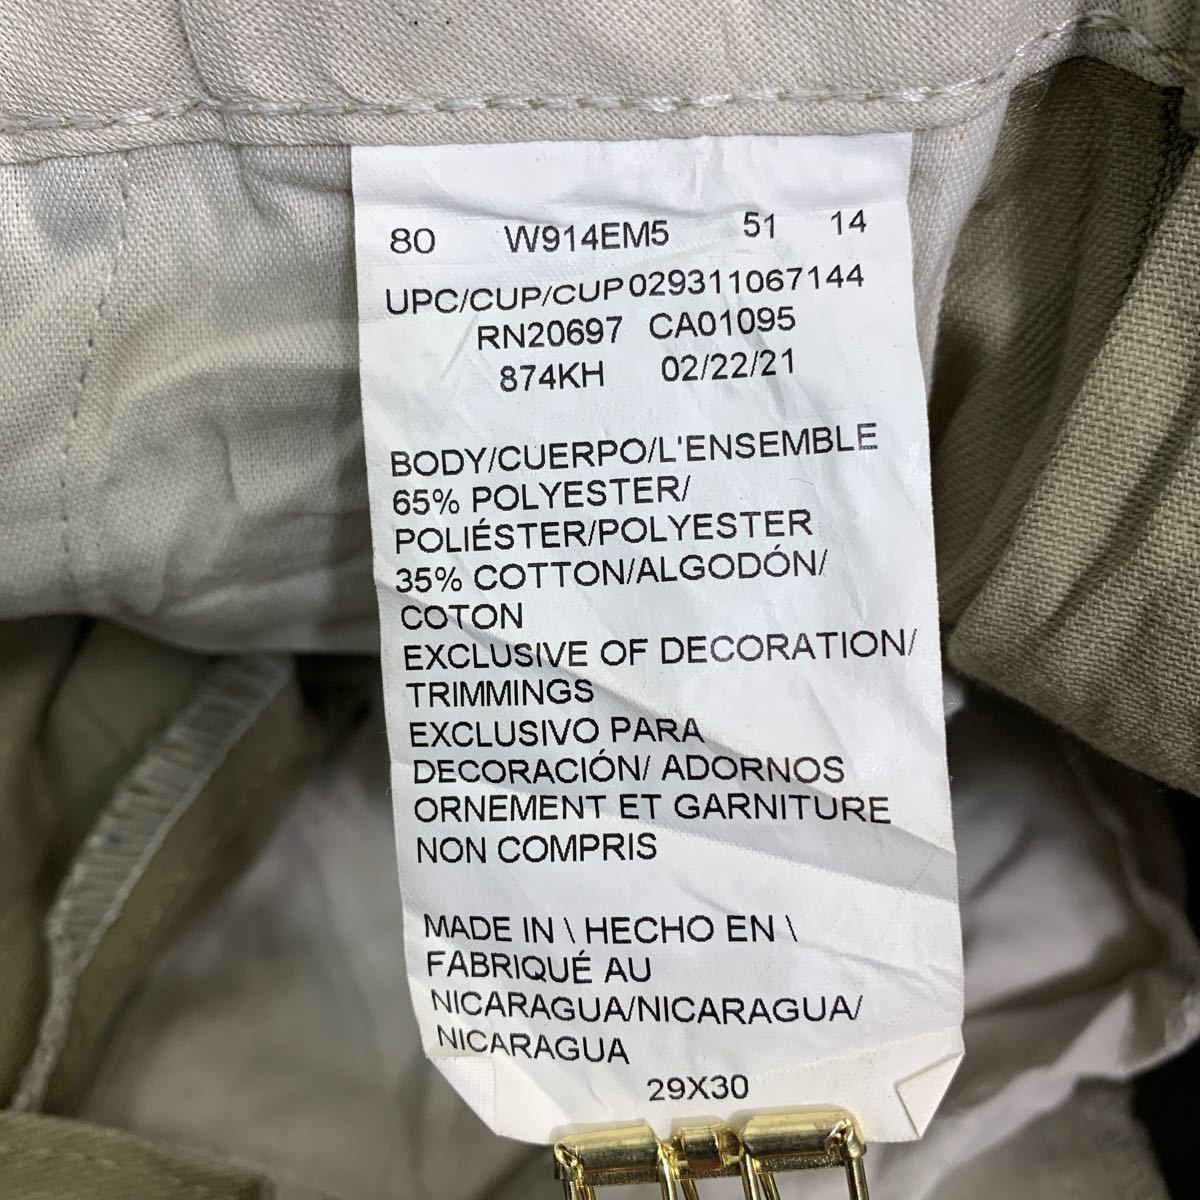 80 W914EM5 51 14
UPC/CUP/CUP029311067144
RN20697 CA01095
874KH 02/22/21
BODY/CUERPO/L'ENSEMBLE
65% POLYESTER/
POLIÉSTER/POLYESTER
35% COTTON/ALGODÓN/
COTON
EXCLUSIVE OF DECORATION/
TRIMMINGS
EXCLUSIVO PARA
DECORACIÓN/ ADORNOS
ORNEMENT ET GARNITURE
NON COMPRIS
MADE IN \ HECHO EN \
FABRIQUÉ AU
NICARAGUA/NICARAGUA/
NICARAGUA
29X30